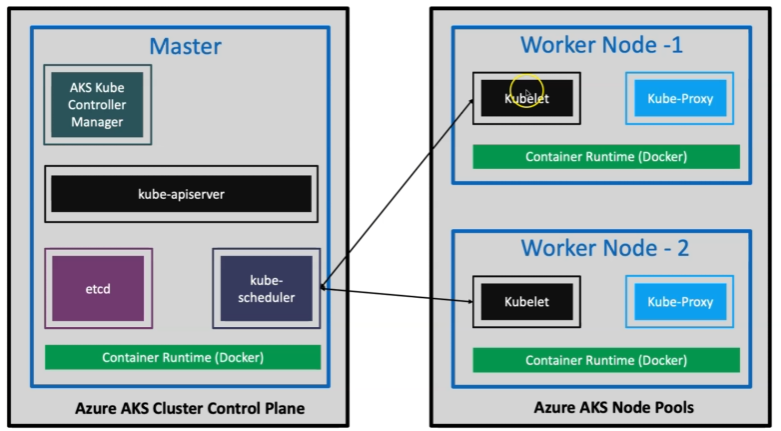 Master
AKS Kube
Controller
Manager
kube-apiserver
etcd
kube-
scheduler
Container Runtime (Docker)
Azure AKS Cluster Control Plane
Worker Node -1
Kubelet
Kube-Proxy
Container Runtime (Docker)
Worker Node - 2
Kubelet
Kube-Proxy
Container Runtime (Docker)
Azure AKS Node Pools